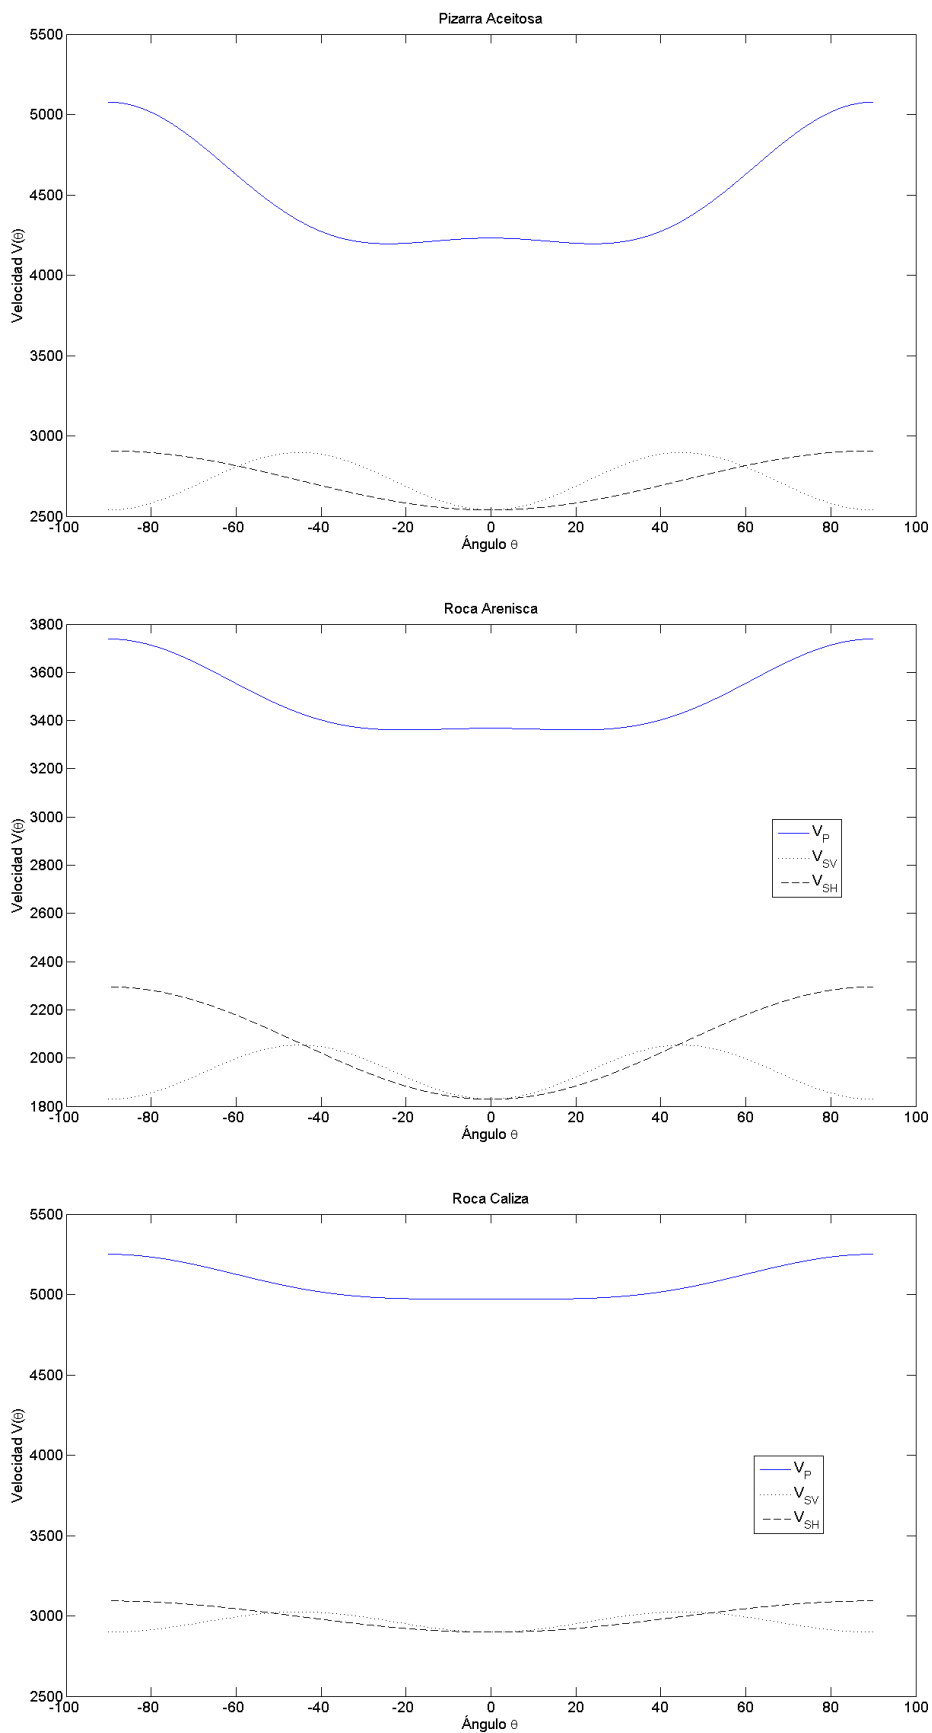 Pizarra Aceitosa
5500
5000
4500
4000
3500
3000
2500
Velocidad V(θ)
-100 -80 -60 -40 -20 0 20 40 60 80 100
Ángulo θ
Roca Arenisca
3800
3600
3400
3200
3000
2800
2600
2400
2200
2000
1800
Velocidad V(θ)
V_P
V_SV
V_SH
-100 -80 -60 -40 -20 0 20 40 60 80 100
Ángulo θ
Roca Caliza
5500
5000
4500
4000
3500
3000
2500
Velocidad V(θ)
V_P
V_SV
V_SH
-100 -80 -60 -40 -20 0 20 40 60 80 100
Ángulo θ